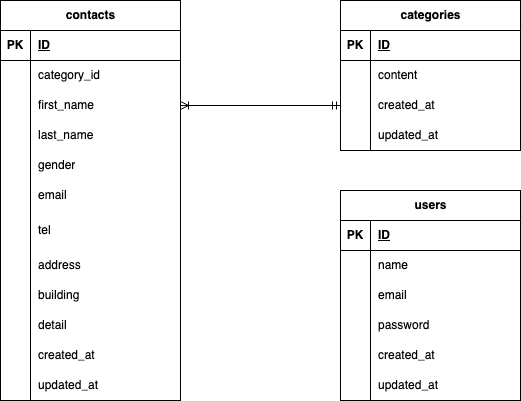 contacts
PK ID
category_id
first_name
last_name
gender
email
tel
address
building
detail
created_at
updated_at
categories
PK ID
content
created_at
updated_at
users
PK ID
name
email
password
created_at
updated_at